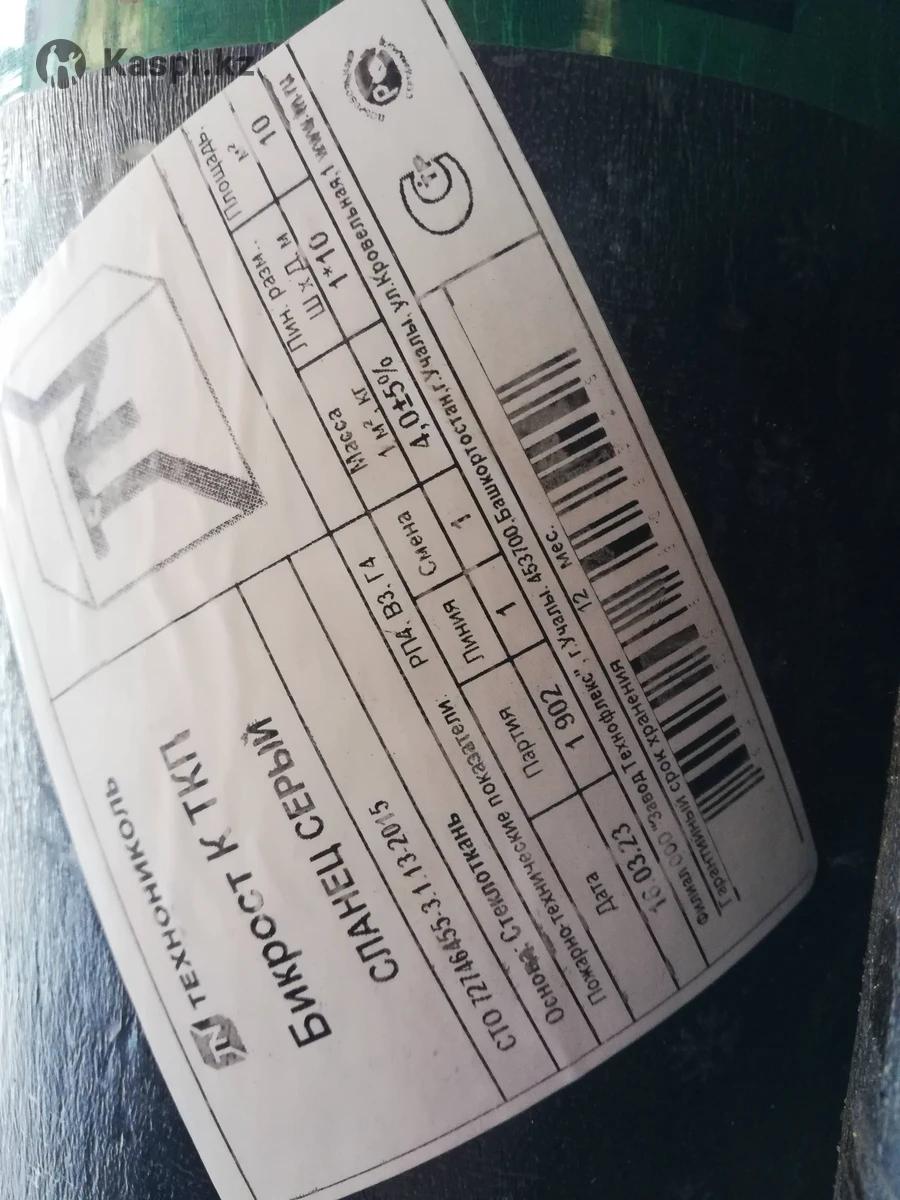 Kaspi.kz
ТЕХНОНИКОЛЬ
Бикрост К ТКП
СЛАНЕЦ СЕРЫЙ
СТО 72746455-3.1.13-2015
Основа: Стеклоткань
Пожарно-технические показатели: РП4, В3, Г4
Масса 1 м², кг
Лин. разм.. Ш х Д, м
Площадь, м²
4,0±5%
1*10
10
Дата
Партия
Линия
Смена
16.03.23
1 902
1
1
Филиал ООО "Завод Технофлекс", г.Учалы. 453700,Башкортостан,г.Учалы, ул.Кровельная,1 www.tn.ru
Гарантийный срок хранения 12 мес.